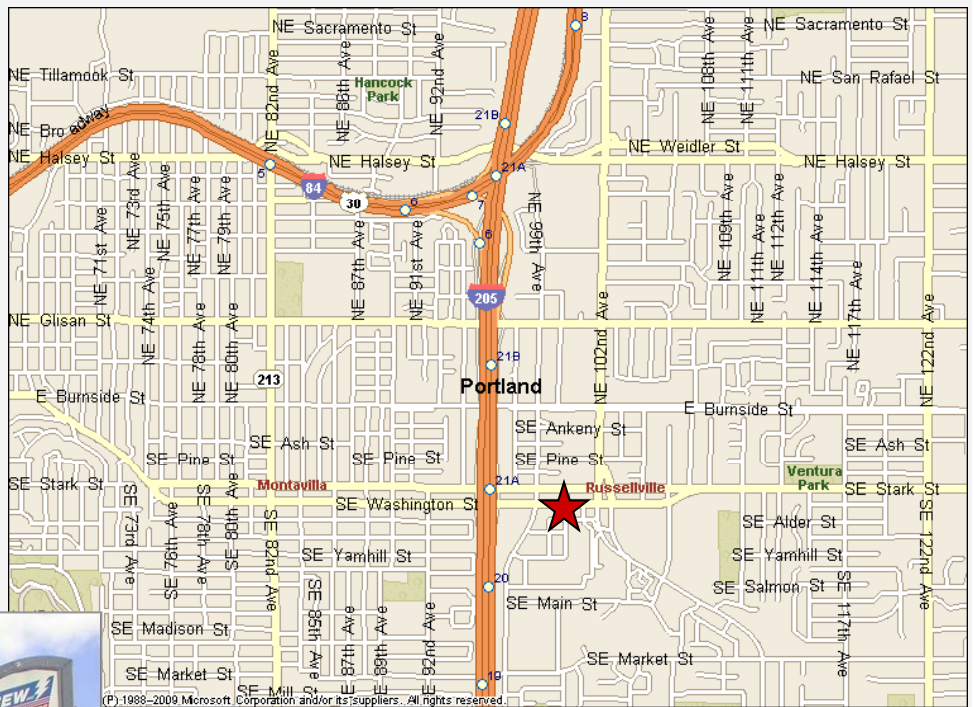 NE Sacramento St
8
NE Sacramento St
NE Tillamook St
NE 82nd Ave
NE 86th Ave
NE 92nd Ave
Hancock Park
NE 108th Ave
NE 111th Ave
NE San Rafael St
NE Broadway
21B
NE Halsey St
NE Halsey St
NE Weidler St
NE Halsey St
5
84
30
6
7
21A
NE 71st Ave
NE 73rd Ave
NE 75th Ave
NE 77th Ave
NE 79th Ave
NE 87th Ave
NE 91st Ave
6
NE 99th Ave
NE 109th Ave
NE 111th Ave
NE 112th Ave
NE 114th Ave
NE 117th Ave
NE 122nd Ave
205
NE Glisan St
NE 74th Ave
NE 78th Ave
NE 80th Ave
NE 102nd Ave
21B
213
Portland
E Burnside St
E Burnside St
SE Ash St
SE Ankeny St
SE Ash St
SE Pine St
SE Pine St
SE Pine St
SE Stark St
Montavilla
21A
Russellville
Ventura Park
SE Stark St
SE Washington St
SE 73rd Ave
SE 76th Ave
SE 78th Ave
SE 80th Ave
SE 82nd Ave
SE Alder St
SE 122nd Ave
SE Yamhill St
SE Yamhill St
20
SE Salmon St
SE Main St
SE 85th Ave
E 87th Ave
E 89th Ave
E 92nd Ave
SE 117th Ave
SE Madison St
SE Market St
SE Market St
19
EW
SE Mill St
(P) 1988–2009 Microsoft Corporation and/or its suppliers. All rights reserved.